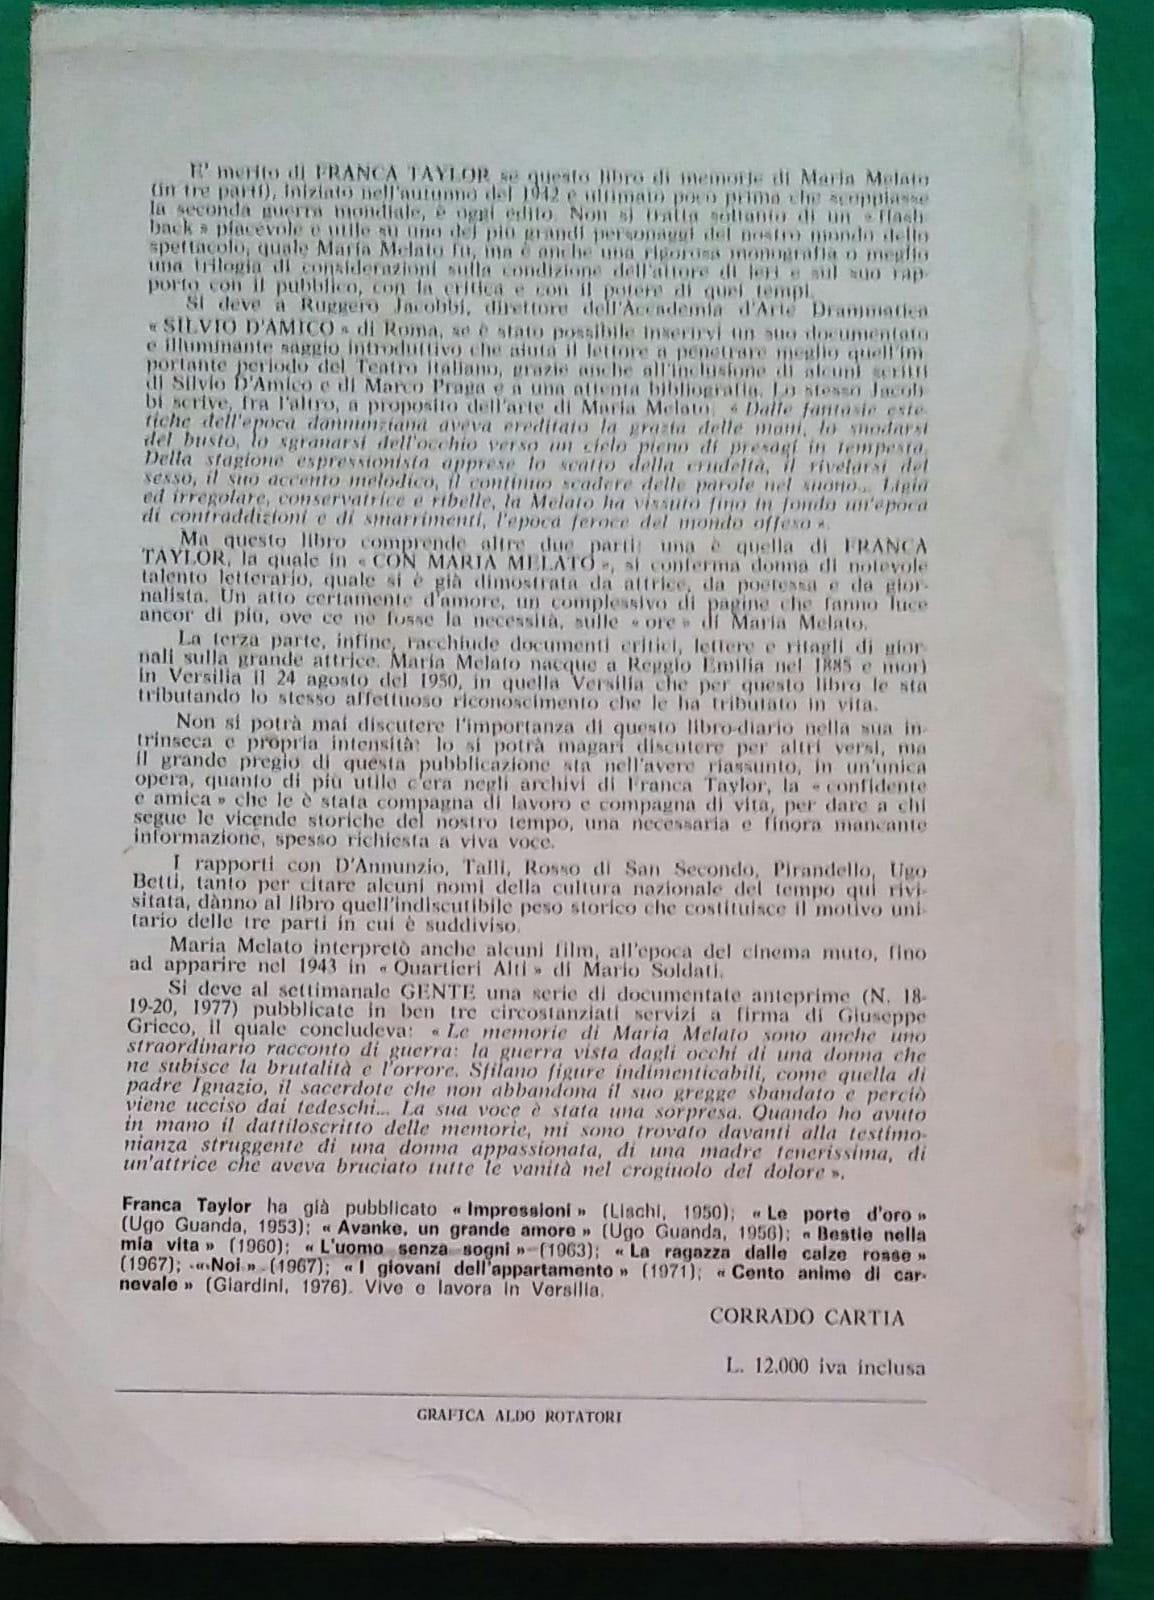 E' merito di FRANCA TAYLOR se questo libro di memorie di Maria Melato
(in tre parti), iniziato nell'autunno del 1942 e ultimato poco prima che scoppiasse
la seconda guerra mondiale, è oggi edito. Non si tratta soltanto di un « flash
back » piacevole e utile su uno dei più grandi personaggi del nostro mondo dello
spettacolo, quale Maria Melato fu, ma è anche una rigorosa monografia o meglio
una trilogia di considerazioni sulla condizione dell'attore di ieri e sul suo rap-
porto con il pubblico, con la critica e con il potere di quei tempi.
Si deve a Ruggero Jacobbi, direttore dell'Accademia d'Arte Drammatica
« SILVIO D'AMICO » di Roma, se è stato possibile inserirvi un suo documentato
e illuminante saggio introduttivo che aiuta il lettore a penetrare meglio quell'im-
portante periodo del Teatro italiano, grazie anche all'inclusione di alcuni scritti
di Silvio D'Amico e di Marco Praga e a una attenta bibliografia. Lo stesso Jacob-
bi scrive, fra l'altro, a proposito dell'arte di Maria Melato, « Dalle fantasie este-
tiche dell'epoca dannunziana aveva ereditato la grazia delle mani, lo snodarsi
del busto, lo sgranarsi dell'occhio verso un cielo pieno di presagi in tempesta.
Della stagione espressionista apprese lo scatto della crudeltà, il rivelarsi del
sesso, il suo accento melodico, il continuo scadere delle parole nel suono... Ligia
ed irregolare, conservatrice e ribelle, la Melato ha vissuto fino in fondo un'epoca
di contraddizioni e di smarrimenti, l'epoca feroce del mondo offeso ».
Ma questo libro comprende altre due parti: una è quella di FRANCA
TAYLOR, la quale in « CON MARIA MELATO », si conferma donna di notevole
talento letterario, quale si è già dimostrata da attrice, da poetessa e da gior-
nalista. Un atto certamente d'amore, un complessivo di pagine che fanno luce
ancor di più, ove ce ne fosse la necessità, sulle « ore » di Maria Melato.
La terza parte, infine, racchiude documenti critici, lettere e ritagli di gior-
nali sulla grande attrice. Maria Melato nacque a Reggio Emilia nel 1885 e morì
in Versilia il 24 agosto del 1950, in quella Versilia che per questo libro le sta
tributando lo stesso affettuoso riconoscimento che le ha tributato in vita.
Non si potrà mai discutere l'importanza di questo libro-diario nella sua in-
trinseca e propria intensità: lo si potrà magari discutere per altri versi, ma
il grande pregio di questa pubblicazione sta nell'avere riassunto, in un'unica
opera, quanto di più utile c'era negli archivi di Franca Taylor, la « confidente
e amica » che le è stata compagna di lavoro e compagna di vita, per dare a chi
segue le vicende storiche del nostro tempo, una necessaria e finora mancante
informazione, spesso richiesta a viva voce.
I rapporti con D'Annunzio, Talli, Rosso di San Secondo, Pirandello, Ugo
Betti, tanto per citare alcuni nomi della cultura nazionale del tempo qui rivi-
sitata, dànno al libro quell'indiscutibile peso storico che costituisce il motivo uni-
tario delle tre parti in cui è suddiviso.
Maria Melato interpretò anche alcuni film, all'epoca del cinema muto, fino
ad apparire nel 1943 in « Quartieri Alti » di Mario Soldati.
Si deve al settimanale GENTE una serie di documentate anteprime (N. 18-
19-20, 1977) pubblicate in ben tre circostanziati servizi a firma di Giuseppe
Grieco, il quale concludeva: « Le memorie di Maria Melato sono anche uno
straordinario racconto di guerra: la guerra vista dagli occhi di una donna che
ne subisce la brutalità e l'orrore. Sfilano figure indimenticabili, come quella di
padre Ignazio, il sacerdote che non abbandona il suo gregge sbandato e perciò
viene ucciso dai tedeschi... La sua voce è stata una sorpresa. Quando ho avuto
in mano il dattiloscritto delle memorie, mi sono trovato davanti alla testimo-
nianza struggente di una donna appassionata, di una madre tenerissima, di
un'attrice che aveva bruciato tutte le vanità nel crogiuolo del dolore ».
Franca Taylor ha già pubblicato « Impressioni » (Lischi, 1950); « Le porte d'oro »
(Ugo Guanda, 1953); « Avanke, un grande amore » (Ugo Guanda, 1956); « Bestie nella
mia vita » (1960); « L'uomo senza sogni » (1963); « La ragazza dalle calze rosse »
(1967); « Noi » (1967); « I giovani dell'appartamento » (1971); « Cento anime di car-
nevale » (Giardini, 1976). Vive e lavora in Versilia.
CORRADO CARTIA
L. 12.000 iva inclusa
GRAFICA ALDO ROTATORI